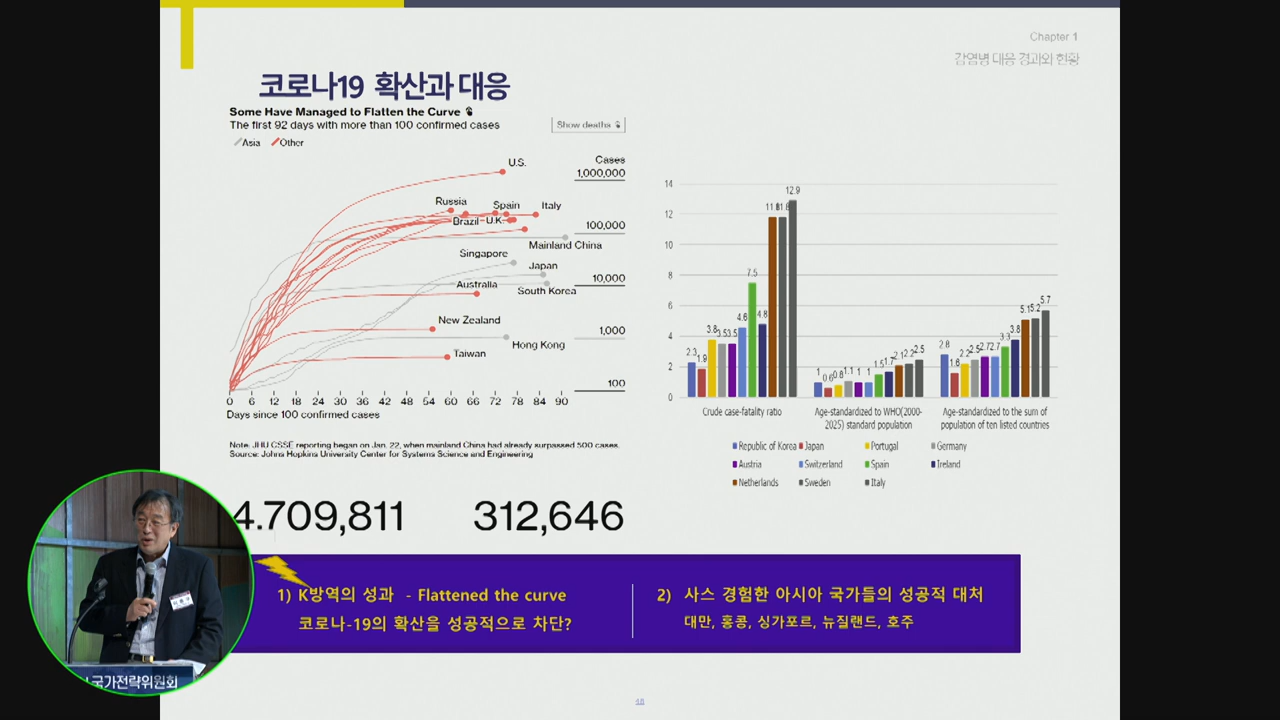 Chapter 1
감염병 대응 경과와 현황
코로나19 확산과 대응
Some Have Managed to Flatten the Curve
The first 92 days with more than 100 confirmed cases
Show deaths
Asia Other
Cases
1,000,000
100,000
10,000
1,000
100
U.S.
Russia
Spain
Italy
Brazil
U.K.
Mainland China
Singapore
Japan
Australia
South Korea
New Zealand
Hong Kong
Taiwan
0 6 12 18 24 30 36 42 48 54 60 66 72 78 84 90
Days since 100 confirmed cases
Note: JHU CSSE reporting began on Jan. 22, when mainland China had already surpassed 500 cases.
Source: Johns Hopkins University Center for Systems Science and Engineering
4.709,811 312,646
14
12
10
8
6
4
2
0
2.3 1.9 3.8 3.5 3.5 4.6 7.5 4.8 11.8 11.8 12.9
1 0.6 0.8 1.1 1 1 1.5 1.7 2.1 2.2 2.5
2.8 1.6 2.2 2.5 2.7 2.7 3.3 3.8 5.1 5.2 5.7
Crude case-fatality ratio
Age-standardized to WHO(2000-
2025) standard population
Age-standardized to the sum of
population of ten listed countries
Republic of Korea Japan Portugal Germany
Austria Switzerland Spain Ireland
Netherlands Sweden Italy
1) K방역의 성과 - Flattened the curve
코로나-19의 확산을 성공적으로 차단?
2) 사스 경험한 아시아 국가들의 성공적 대처
대만, 홍콩, 싱가포르, 뉴질랜드, 호주
국가전략위원회